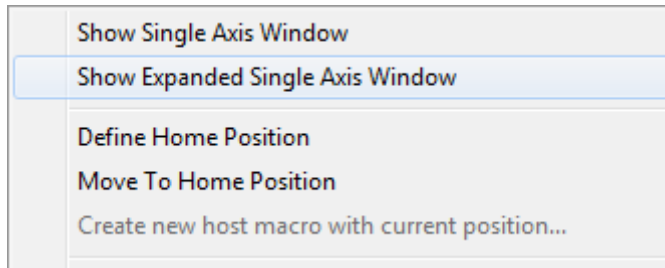 Show Single Axis Window
Show Expanded Single Axis Window
Define Home Position
Move To Home Position
Create new host macro with current position...